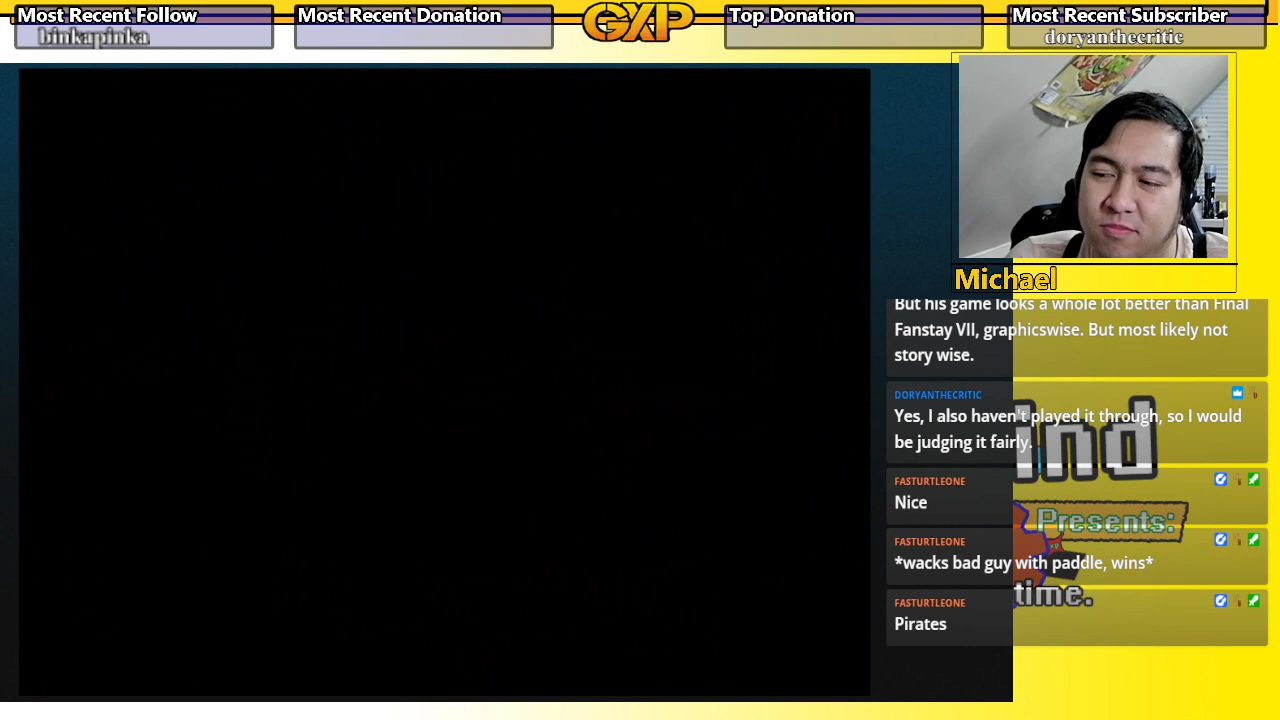 Most Recent Follow
binkapinka
Most Recent Donation
GXP
Top Donation
Most Recent Subscriber
doryanthecritic
Michael
But his game looks a whole lot better than Final
Fanstay VII, graphicswise. But most likely not
story wise.
DORYANTHECRITIC
Yes, I also haven't played it through, so I would
be judging it fairly.
FASTURTLEONE
Nice
FASTURTLEONE
*wacks bad guy with paddle, wins*
FASTURTLEONE
Pirates
ind
Presents:
time.